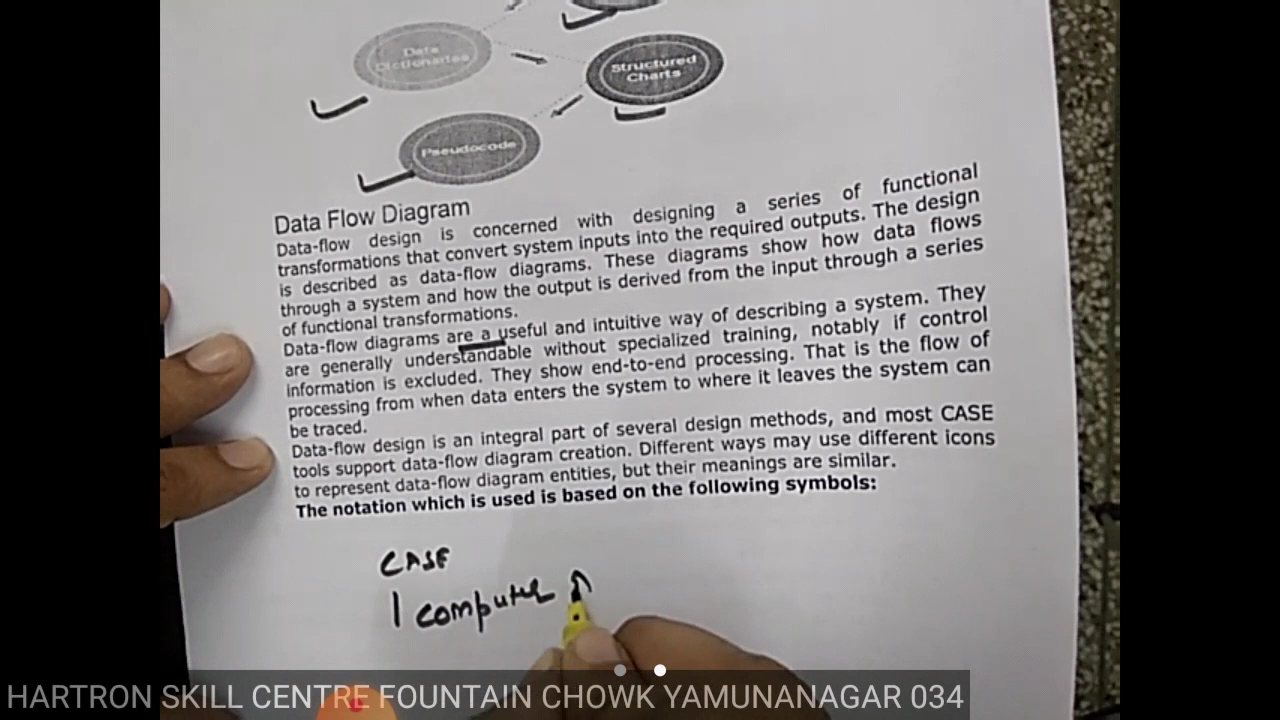 Data
Dictionaries
Structured
Charts
Pseudocode
Data Flow Diagram
Data-flow design is concerned with designing a series of functional
transformations that convert system inputs into the required outputs. The design
is described as data-flow diagrams. These diagrams show how data flows
through a system and how the output is derived from the input through a series
of functional transformations.
Data-flow diagrams are a useful and intuitive way of describing a system. They
are generally understandable without specialized training, notably if control
information is excluded. They show end-to-end processing. That is the flow of
processing from when data enters the system to where it leaves the system can
be traced.
Data-flow design is an integral part of several design methods, and most CASE
tools support data-flow diagram creation. Different ways may use different icons
to represent data-flow diagram entities, but their meanings are similar.
The notation which is used is based on the following symbols:
CASE
computer
HARTRON SKILL CENTRE FOUNTAIN CHOWK YAMUNANAGAR 034